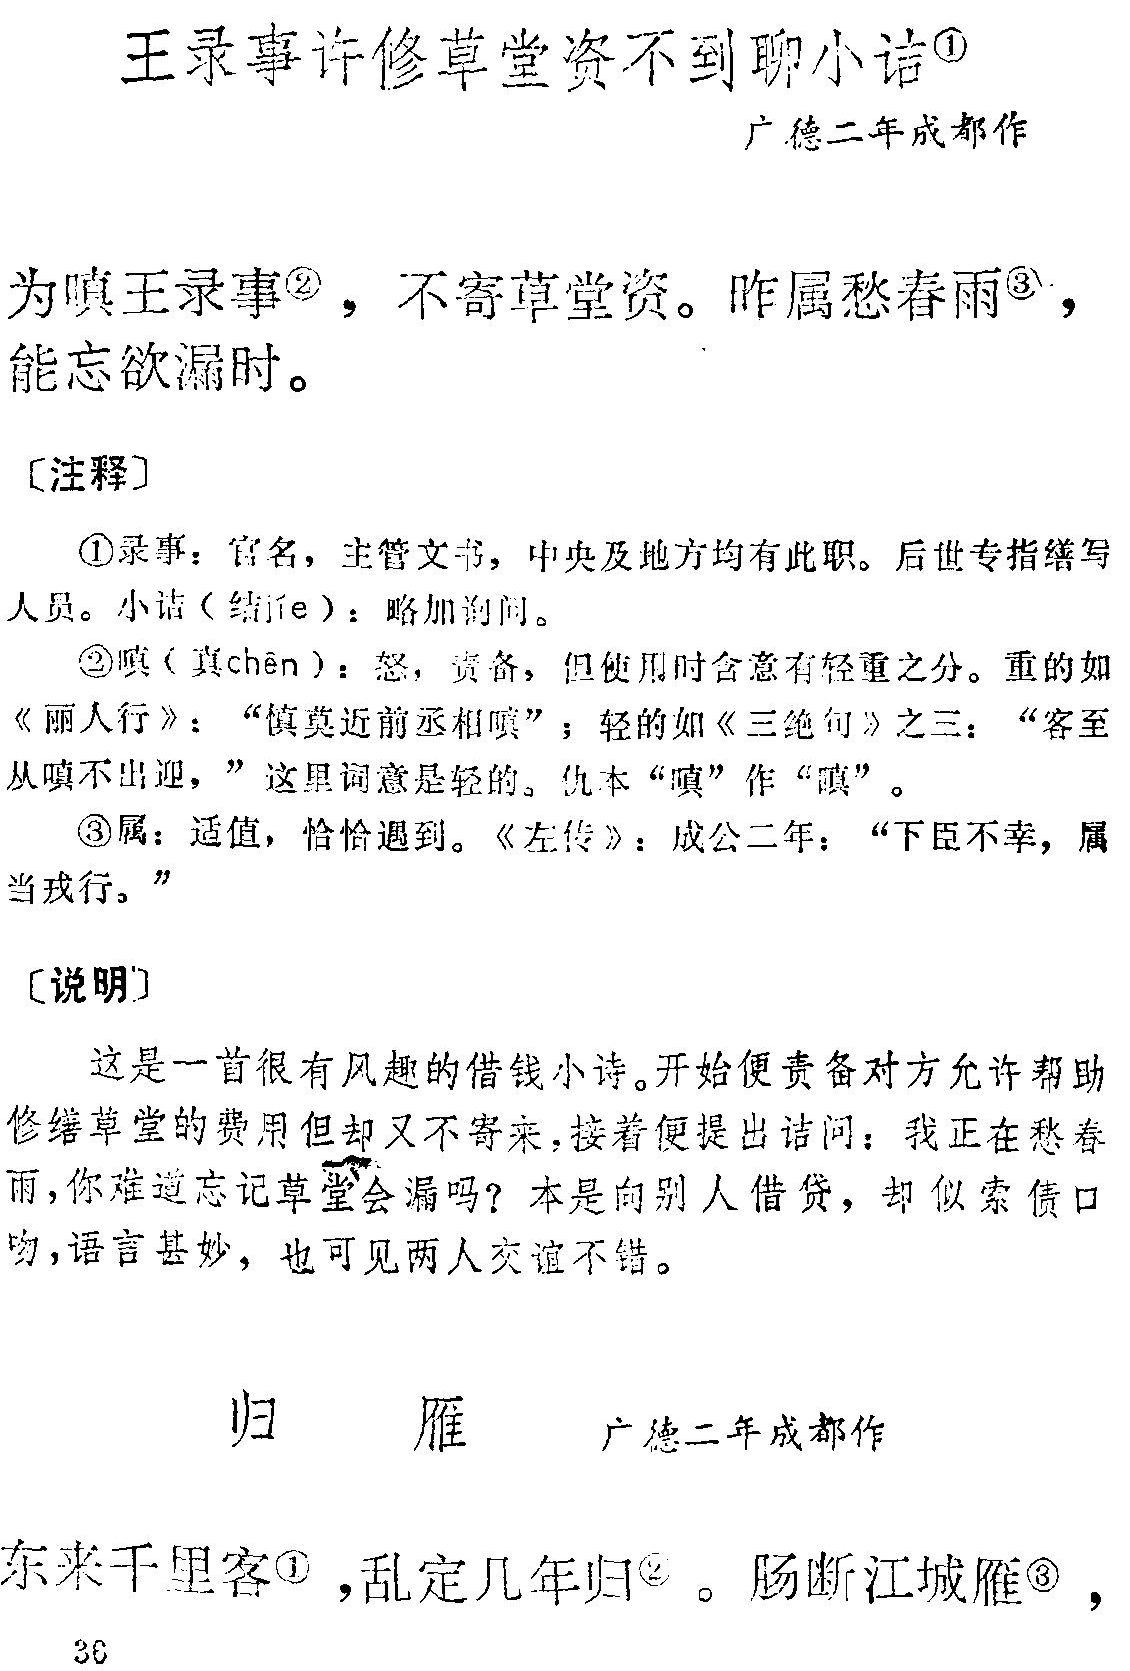 王录事许修草堂资不到聊小诘①
广德二年成都作
为嗔王录事②，不寄草堂资。昨属愁春雨③，
能忘欲漏时。
〔注释〕
①录事：官名，主管文书，中央及地方均有此职。后世专指缮写
人员。小诘（结jíe）：略加询问。
②嗔（真chēn）：怒，责备，但使用时含意有轻重之分。重的如
《丽人行》：“慎莫近前丞相嗔”；轻的如《三绝句》之三：“客至
从嗔不出迎，”这里词意是轻的。仇本“嗔”作“瞋”。
③属：适值，恰恰遇到。《左传》：成公二年：“下臣不幸，属
当戎行。”
〔说明〕
这是一首很有风趣的借钱小诗。开始便责备对方允许帮助
修缮草堂的费用但却又不寄来，接着便提出诘问：我正在愁春
雨，你难道忘记草堂会漏吗？本是向别人借贷，却似索债口
吻，语言甚妙，也可见两人交谊不错。
归 雁 广德二年成都作
东来千里客①，乱定几年归②。肠断江城雁③，
36